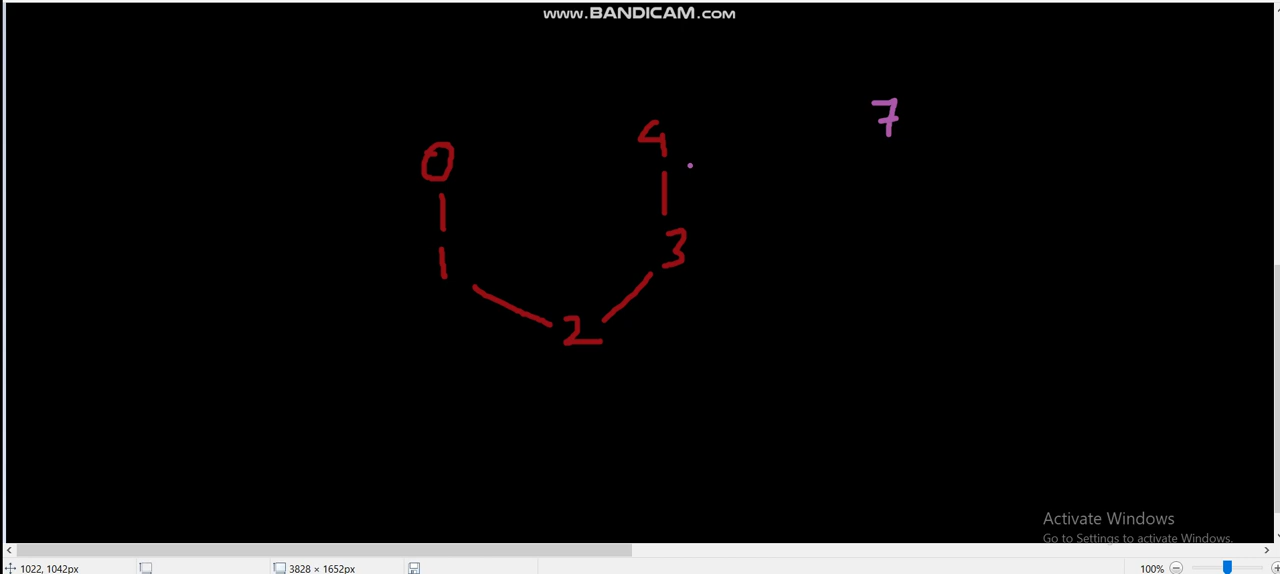 www.BANDICAM.com
7
4
0
3
1
2
Activate Windows
Go to Settings to activate Windows.
1022, 1042px
3828 × 1652px
100%